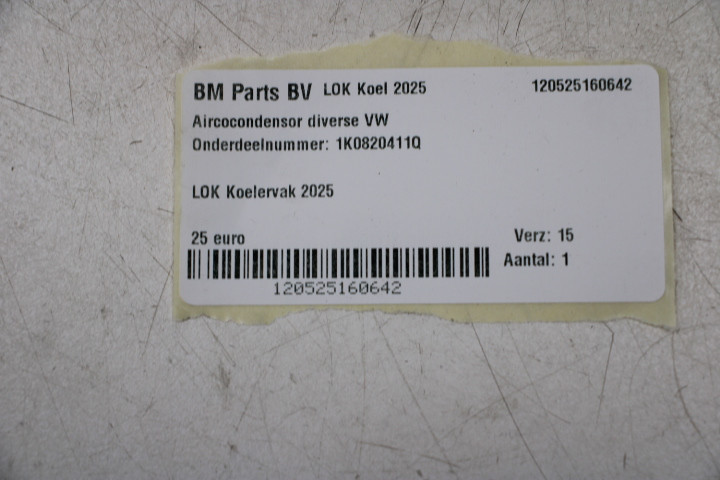 BM Parts BV LOK Koel 2025 120525160642
Aircocondensor diverse VW
Onderdeelnummer: 1K0820411Q
LOK Koelervak 2025
25 euro Verz: 15
Aantal: 1
120525160642